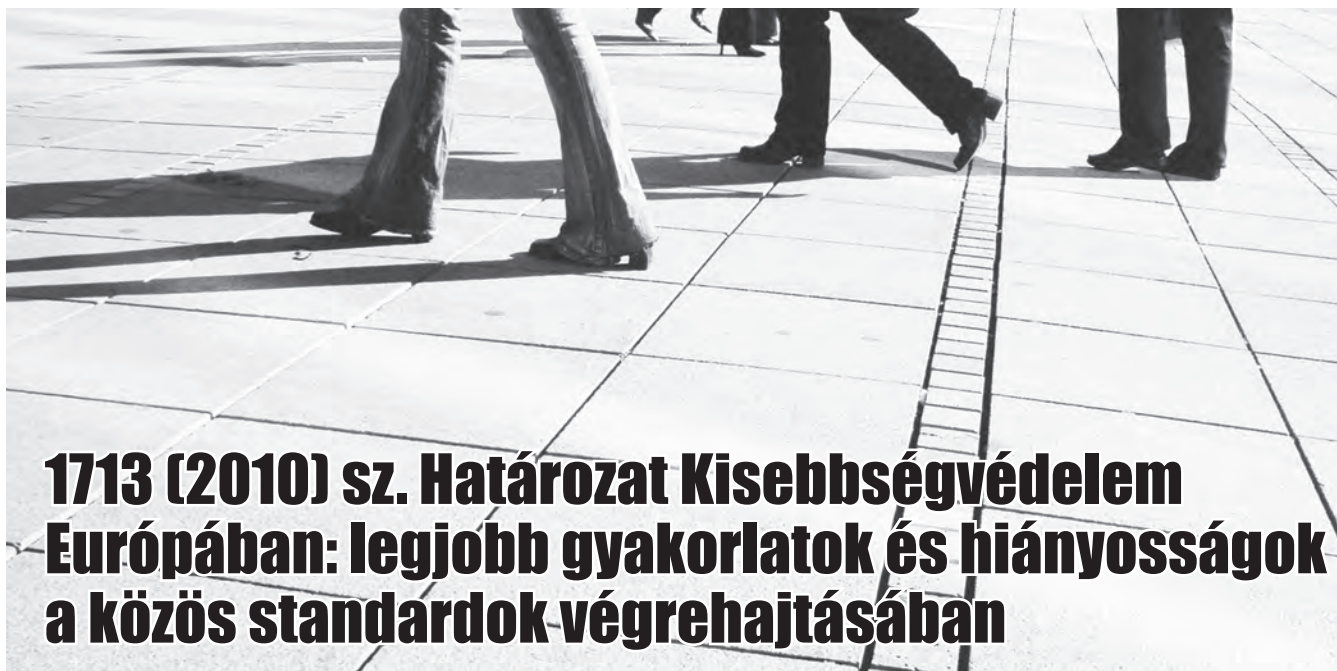 1713 (2010) sz. Határozat Kisebbségvédelem
Európában: legjobb gyakorlatok és hiányosságok
a közös standardok végrehajtásában